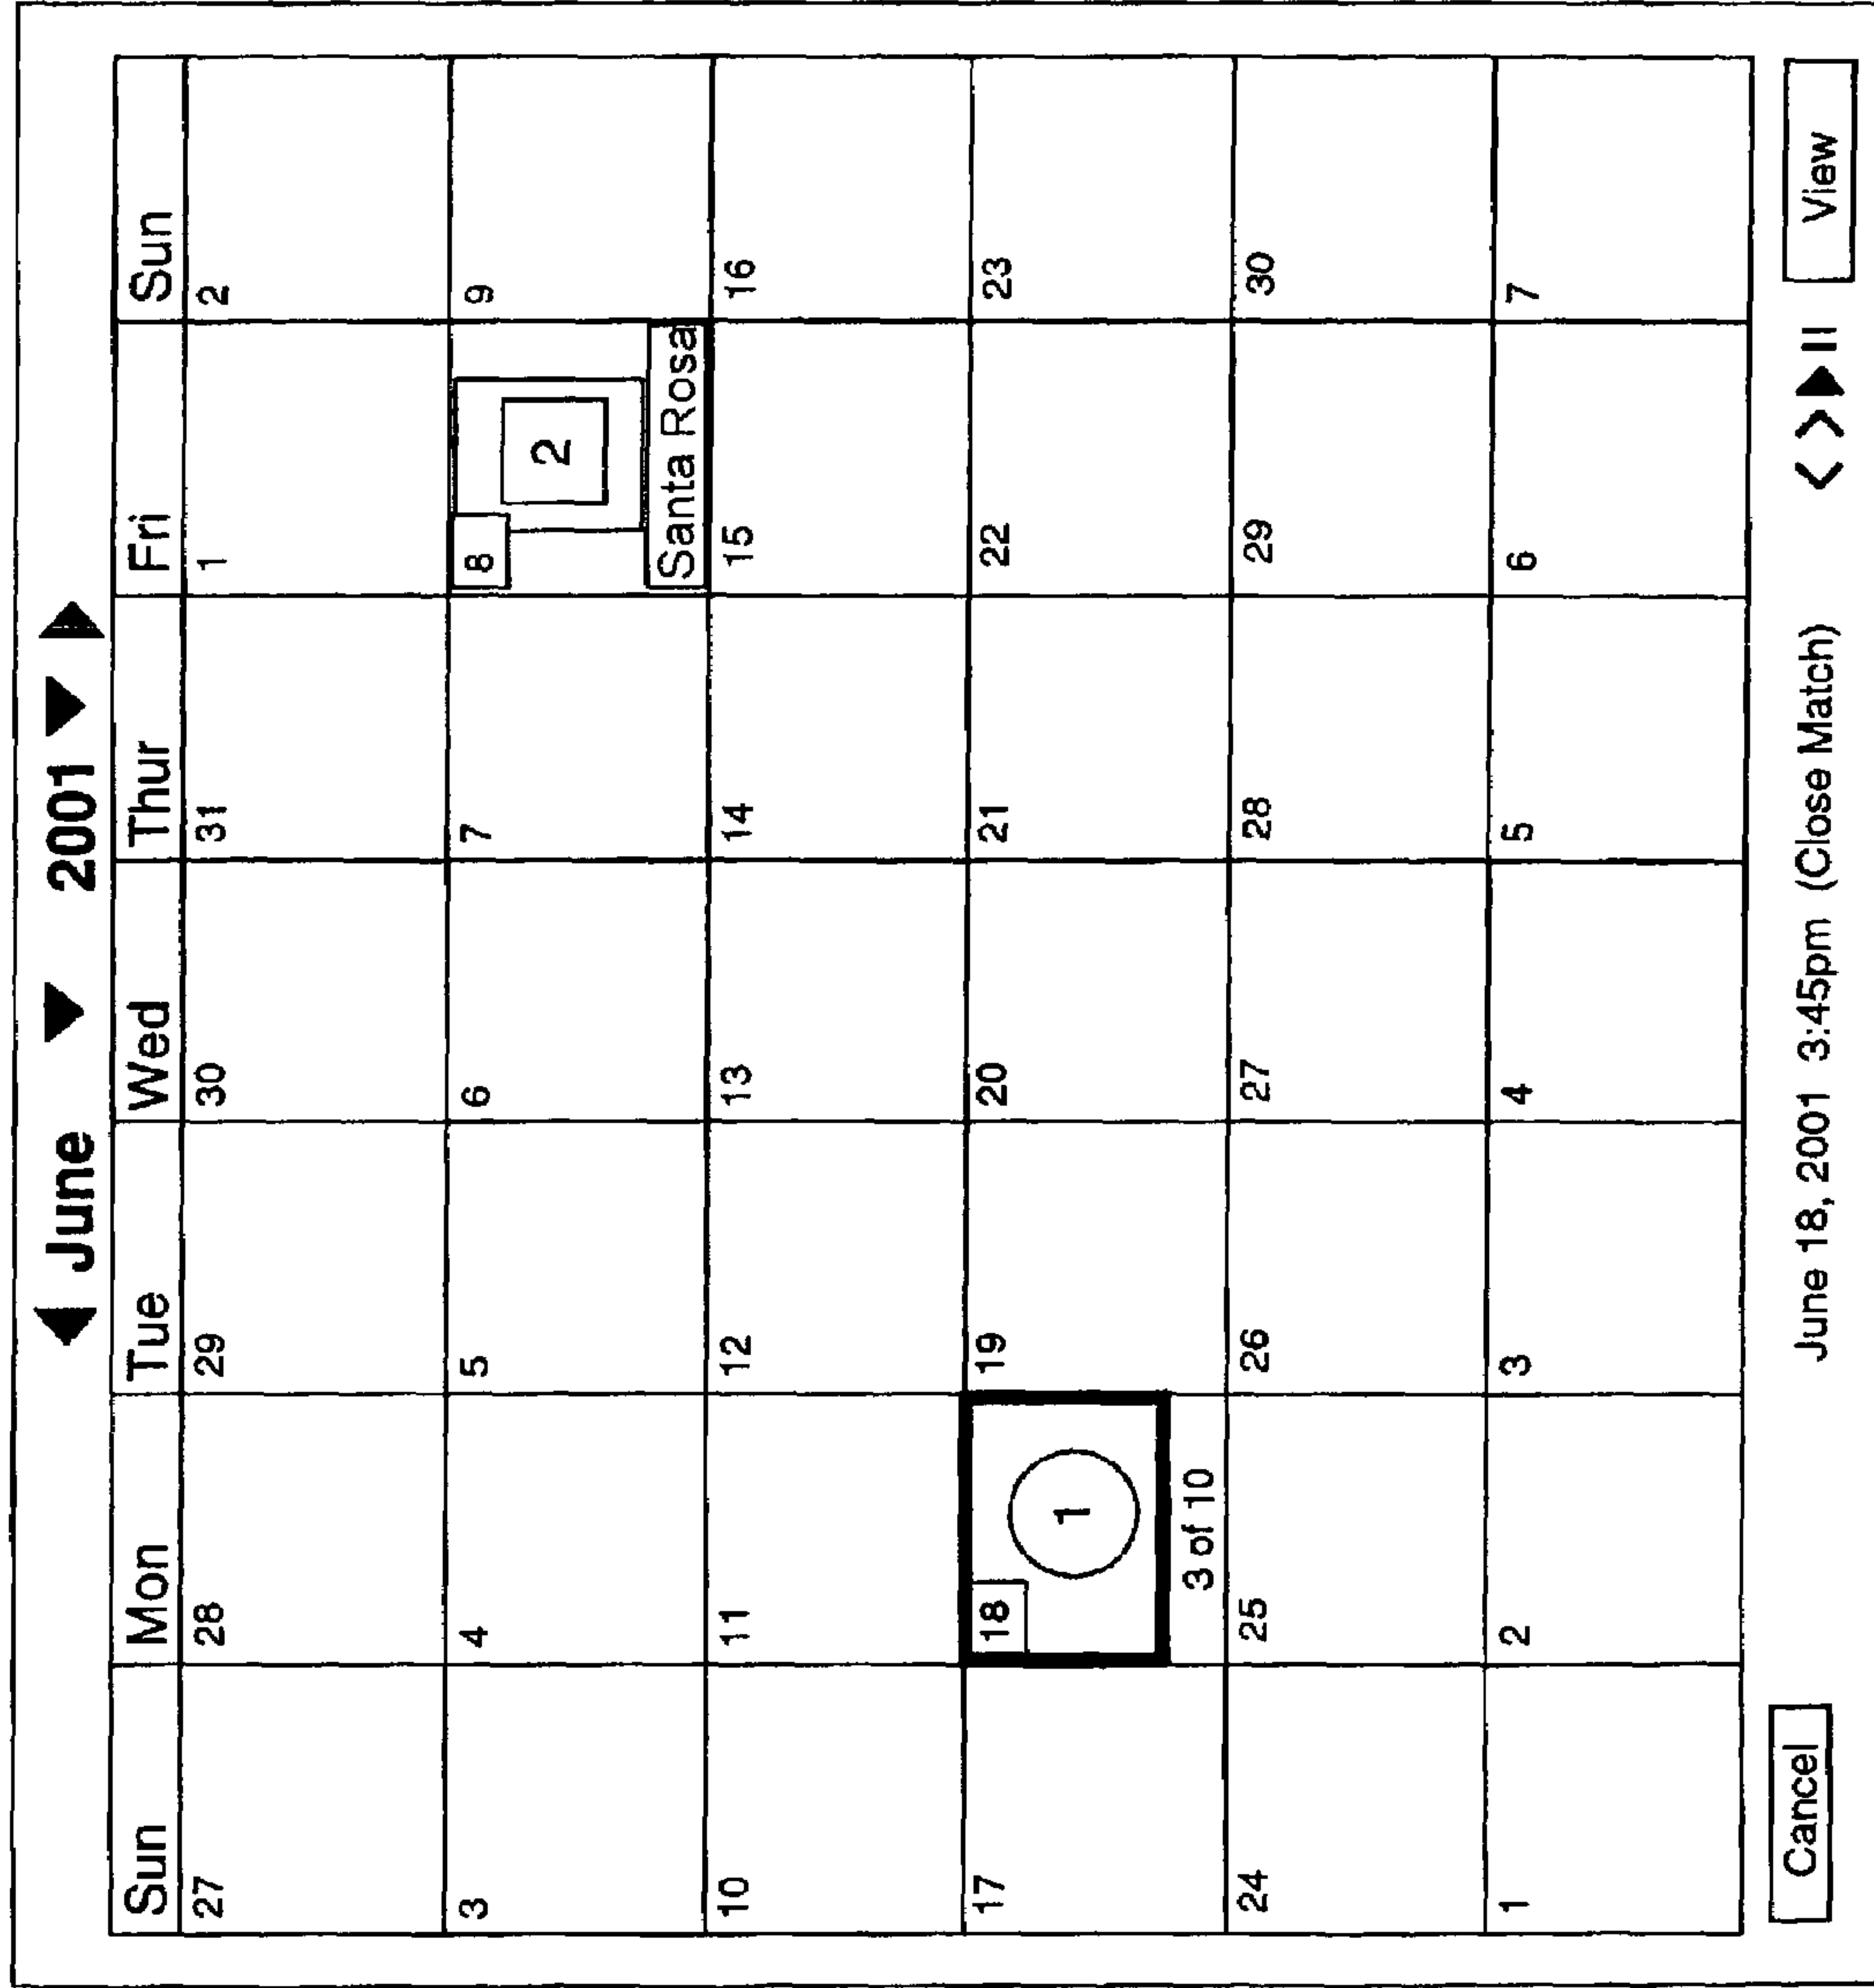 June 2001
Sun Mon Tue Wed Thur Fri Sun
27 28 29 30 31 1 2
3 4 5 6 7 8 9
2
Santa Rosa
10 11 12 13 14 15 16
17 18 19 20 21 22 23
1
3 of 10
24 25 26 27 28 29 30
1 2 3 4 5 6 7
Cancel June 18, 2001 3:45pm (Close Match) < > View